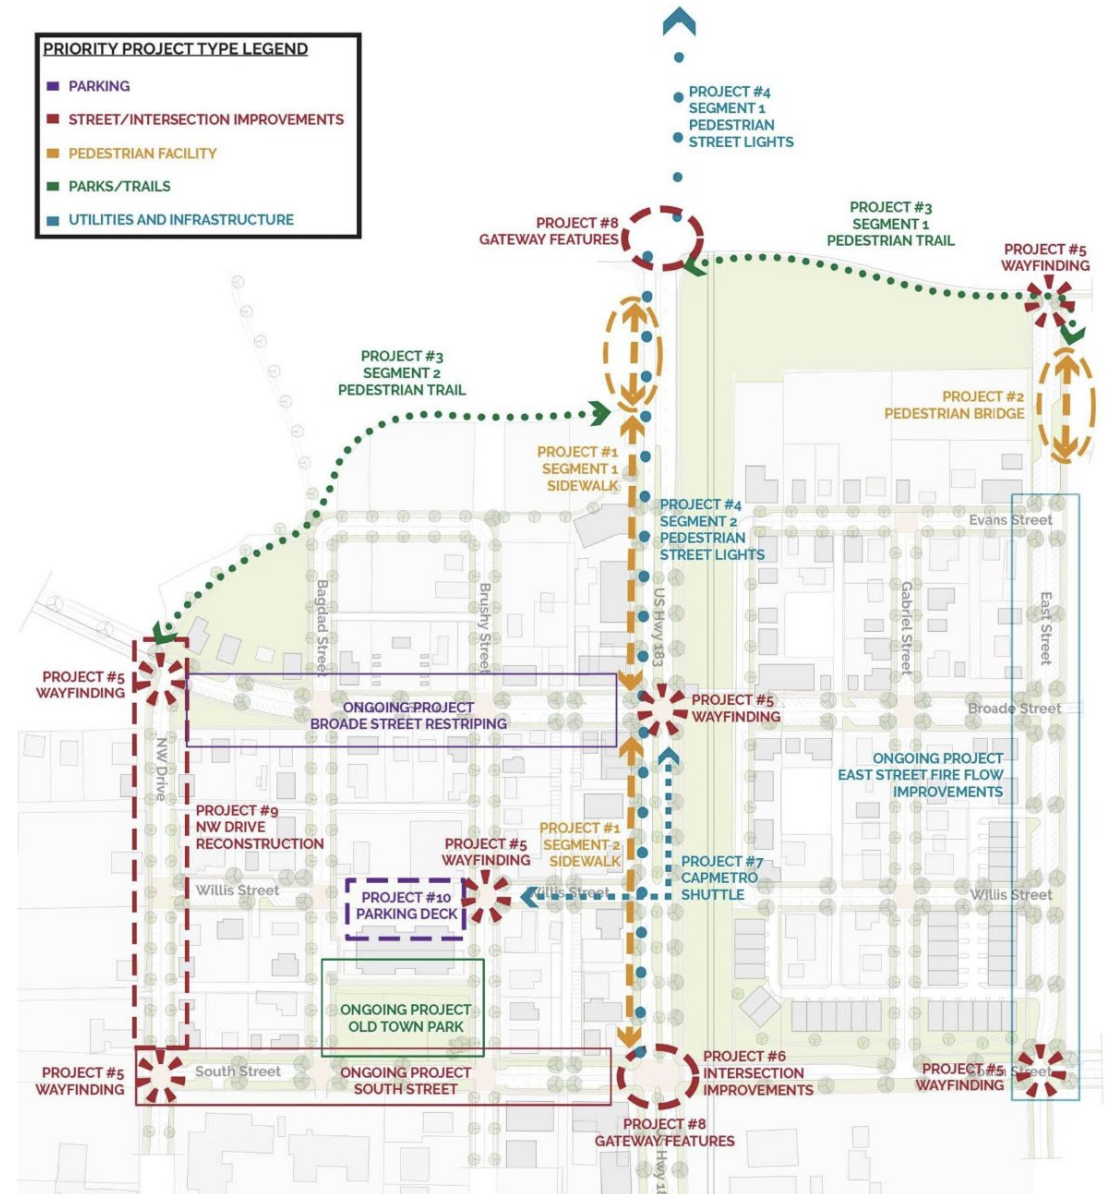 PRIORITY PROJECT TYPE LEGEND
PARKING
STREET/INTERSECTION IMPROVEMENTS
PEDESTRIAN FACILITY
PARKS/TRAILS
UTILITIES AND INFRASTRUCTURE
PROJECT #4
SEGMENT 1
PEDESTRIAN
STREET LIGHTS
PROJECT #8
GATEWAY FEATURES
PROJECT #3
SEGMENT 1
PEDESTRIAN TRAIL
PROJECT #5
WAYFINDING
PROJECT #3
SEGMENT 2
PEDESTRIAN TRAIL
PROJECT #2
PEDESTRIAN BRIDGE
PROJECT #1
SEGMENT 1
SIDEWALK
PROJECT #4
SEGMENT 2
PEDESTRIAN
STREET LIGHTS
Evans Street
Bagdad Street
Brushy Street
US Hwy 183
Gabriel Street
East Street
PROJECT #5
WAYFINDING
ONGOING PROJECT
BROADE STREET RESTRIPING
PROJECT #5
WAYFINDING
Broade Street
NW Drive
ONGOING PROJECT
EAST STREET FIRE FLOW
IMPROVEMENTS
PROJECT #9
NW DRIVE
RECONSTRUCTION
PROJECT #5
WAYFINDING
PROJECT #1
SEGMENT 2
SIDEWALK
PROJECT #7
CAPMETRO
SHUTTLE
Willis Street
PROJECT #10
PARKING DECK
Willis Street
Willis Street
ONGOING PROJECT
OLD TOWN PARK
PROJECT #5
WAYFINDING
South Street
ONGOING PROJECT
SOUTH STREET
PROJECT #6
INTERSECTION
IMPROVEMENTS
PROJECT #5
WAYFINDING
Street
PROJECT #8
GATEWAY FEATURES
Hwy 18